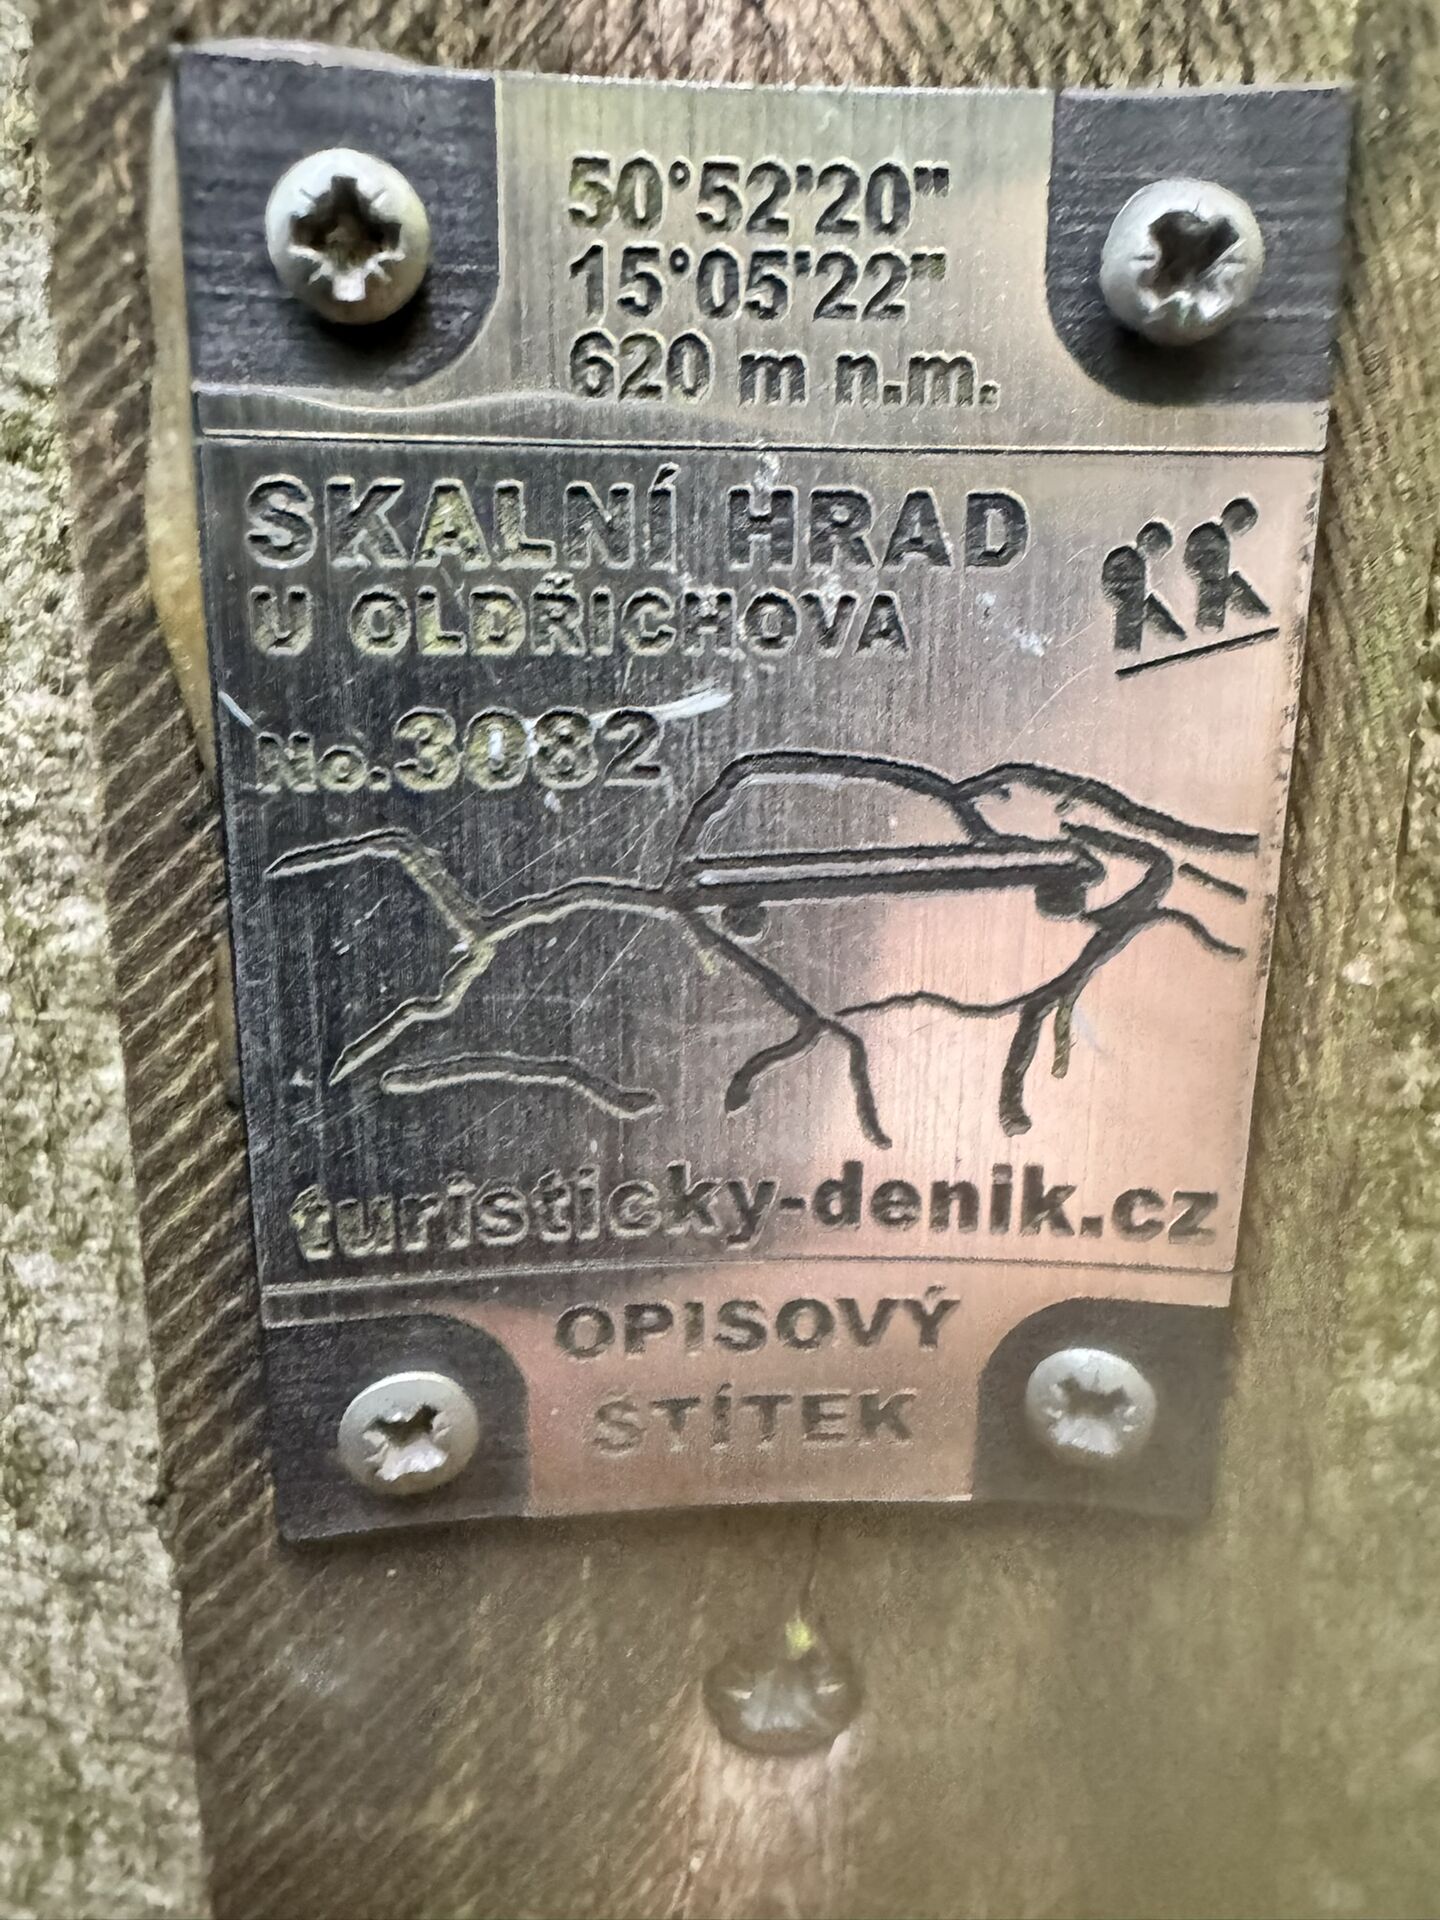 50°52'20"
15°05'22"
620 m n.m.
SKALNÍ HRAD
U OLDŘICHOVA
No.3082
turisticky-denik.cz
OPISOVÝ
ŠTÍTEK